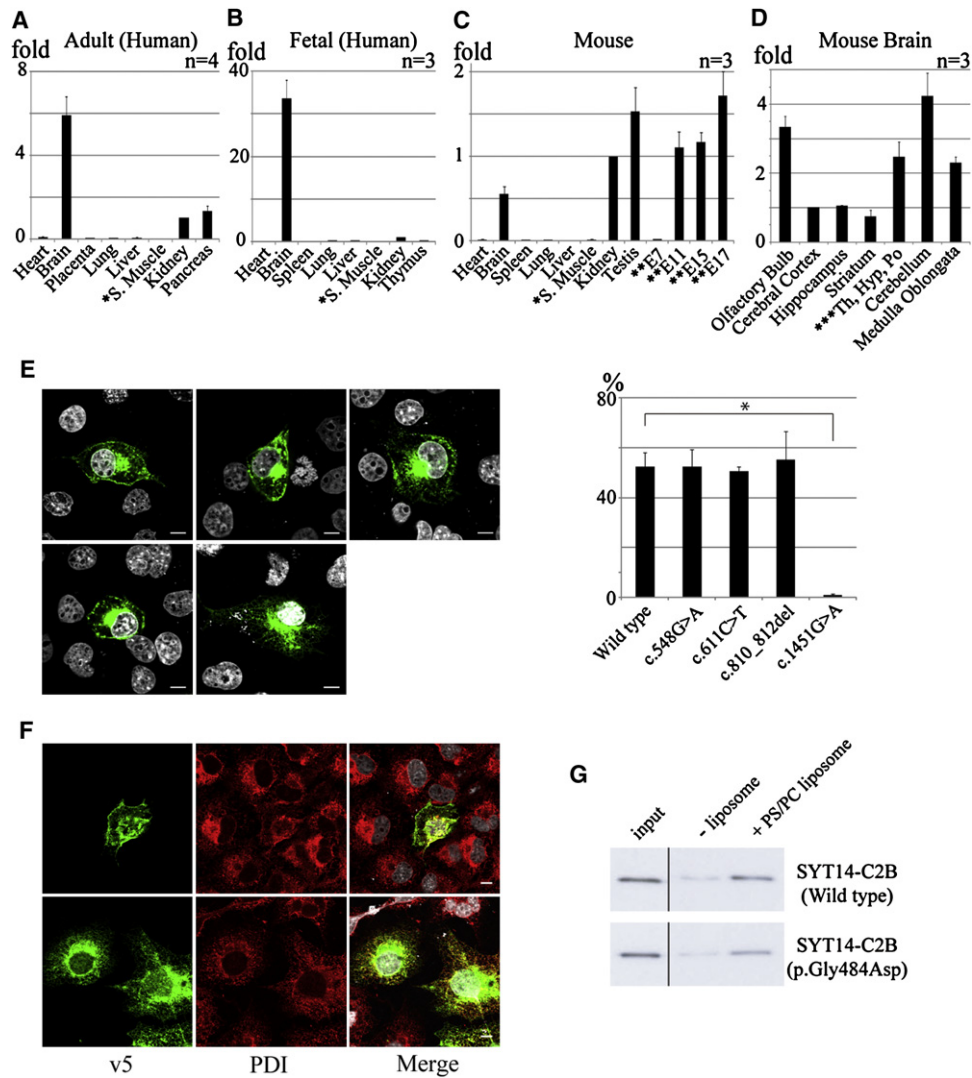 A
Adult (Human)
fold
n=4
8
4
0
Heart
Brain
Placenta
Lung
Liver
*S. Muscle
Kidney
Pancreas
B
Fetal (Human)
fold
n=3
40
20
0
Heart
Brain
Spleen
Lung
Liver
*S. Muscle
Kidney
Thymus
C
Mouse
fold
n=3
2
1
0
Heart
Brain
Spleen
Lung
Liver
*S. Muscle
Kidney
Testis
**E7
**E11
**E15
**E17
D
Mouse Brain
fold
n=3
4
2
0
Olfactory Bulb
Cerebral Cortex
Hippocampus
Striatum
***Th, Hyp, Po
Cerebellum
Medulla Oblongata
E
%
80
40
0
*
Wild type
c.548G>A
c.611C>T
c.810_812del
c.1451G>A
F
v5
PDI
Merge
G
input
- liposome
+ PS/PC liposome
SYT14-C2B
(Wild type)
SYT14-C2B
(p.Gly484Asp)